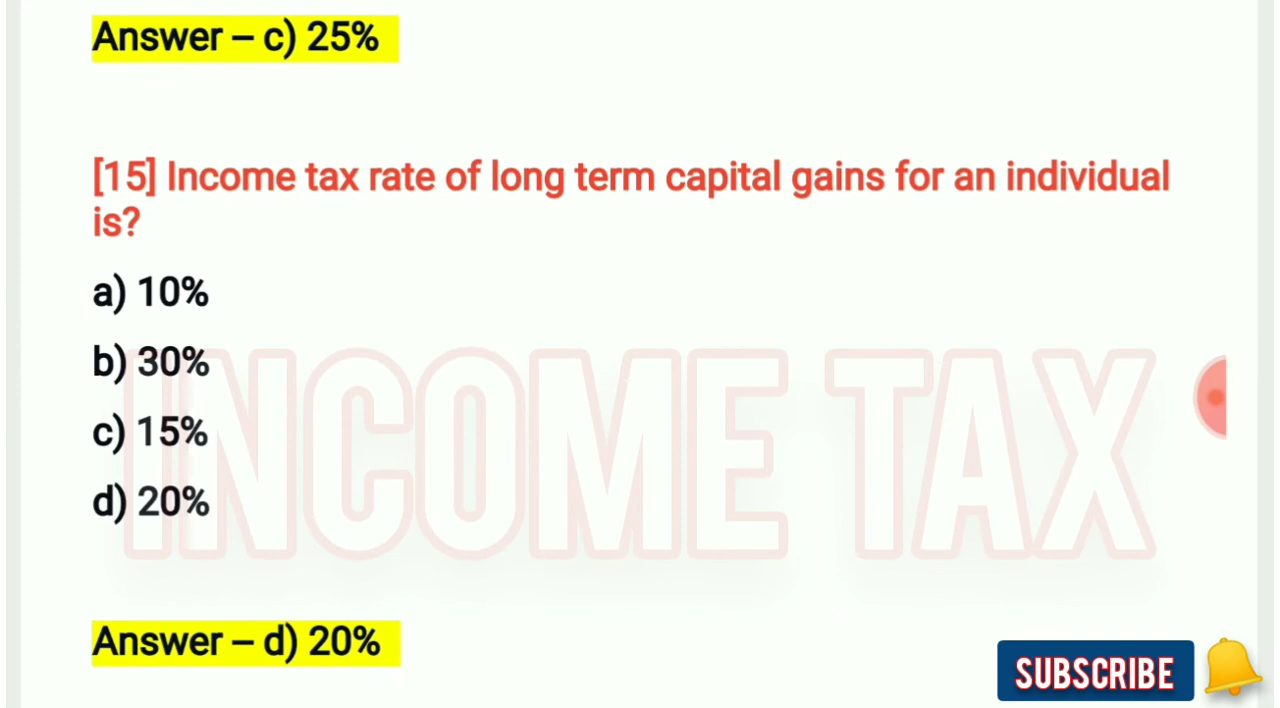 Answer – c) 25%
[15] Income tax rate of long term capital gains for an individual
is?
a) 10%
b) 30%
c) 15%
d) 20%
INCOME TAX
Answer – d) 20%
SUBSCRIBE